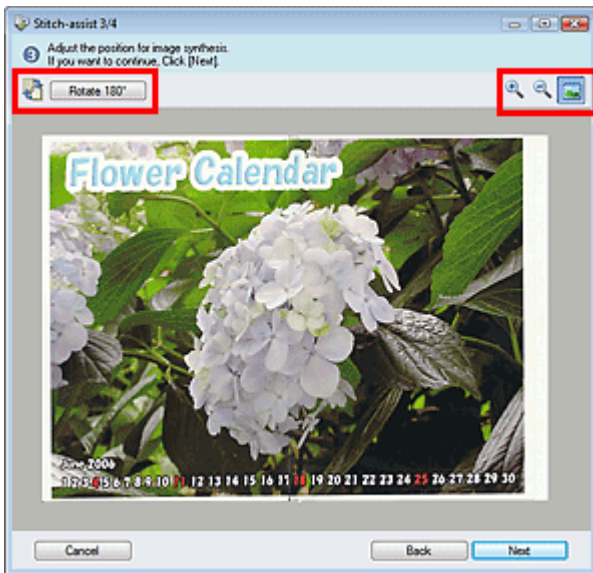 Stitch-assist 3/4
3 Adjust the position for image synthesis.
If you want to continue, Click [Next].
Rotate 180°
Flower Calendar
June 2006
1 2 3 4 5 6 7 8 9 10 11 12 13 14 15 16 17 18 19 20 21 22 23 24 25 26 27 28 29 30
Cancel Back Next